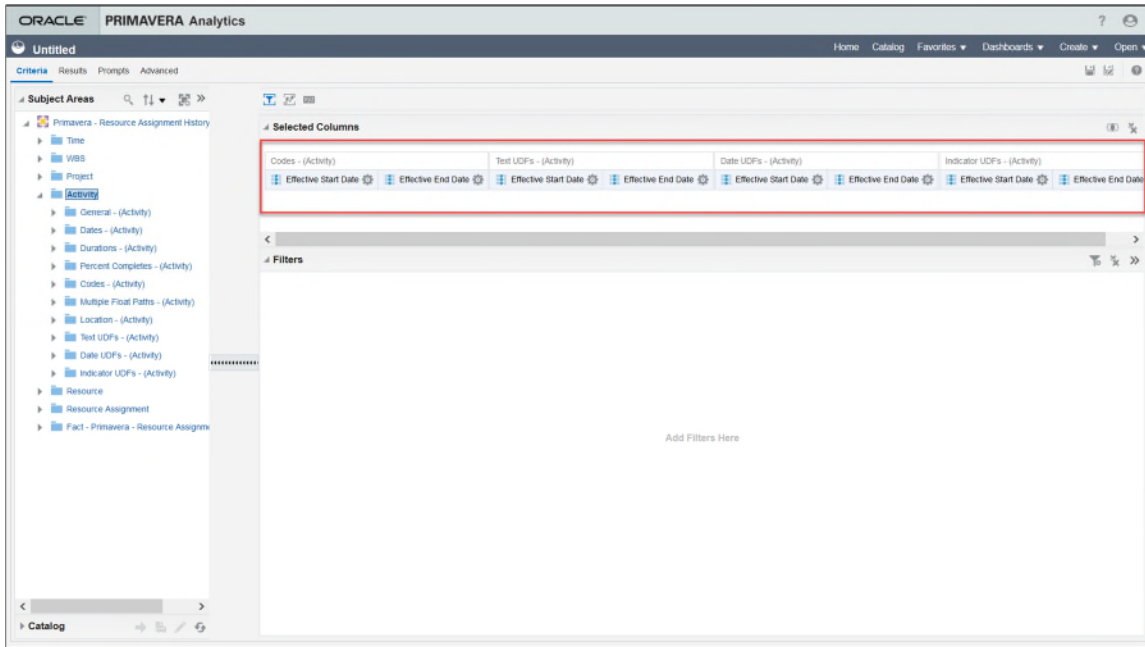 ORACLE PRIMAVERA Analytics ?
Untitled Home Catalog Favorites Dashboards Create Open
Criteria Results Prompts Advanced
Subject Areas
Primavera - Resource Assignment History
Time
WBS
Project
Activity
General - (Activity)
Dates - (Activity)
Durations - (Activity)
Percent Completes - (Activity)
Codes - (Activity)
Multiple Float Paths - (Activity)
Location - (Activity)
Text UDFs - (Activity)
Date UDFs - (Activity)
Indicator UDFs - (Activity)
Resource
Resource Assignment
Fact - Primavera - Resource Assignm
Catalog
Selected Columns
Codes - (Activity) Text UDFs - (Activity) Date UDFs - (Activity) Indicator UDFs - (Activity)
Effective Start Date Effective End Date Effective Start Date Effective End Date Effective Start Date Effective End Date Effective Start Date Effective End Date
Filters
Add Filters Here